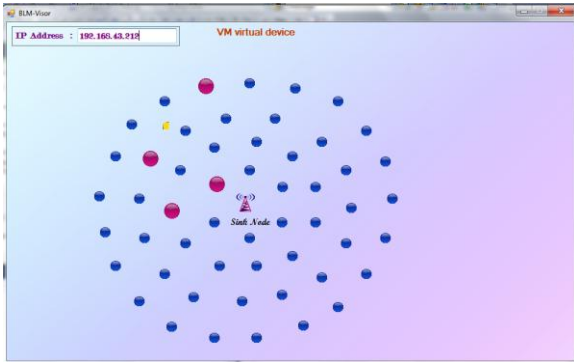 BLM-Visor
IP Address : 192.168.43.212
VM virtual device
Sink Node